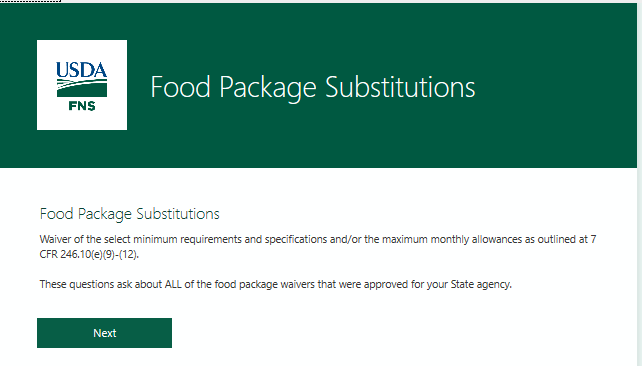 USDA
FNS
Food Package Substitutions
Food Package Substitutions
Waiver of the select minimum requirements and specifications and/or the maximum monthly allowances as outlined at 7
CFR 246.10(e)(9)-(12).
These questions ask about ALL of the food package waivers that were approved for your State agency.
Next